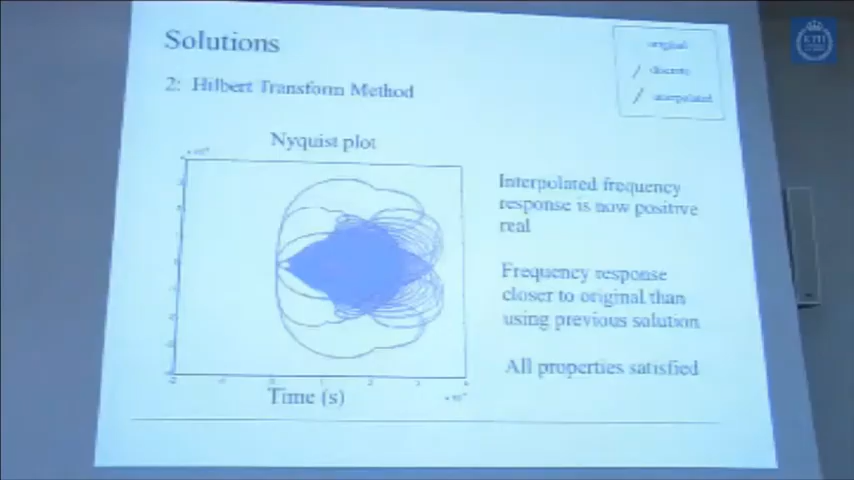 Solutions
original
discrete
interpolated
2: Hilbert Transform Method
Nyquist plot
Interpolated frequency
response is now positive
real
Frequency response
closer to original than
using previous solution
All properties satisfied
Time (s)
KTH